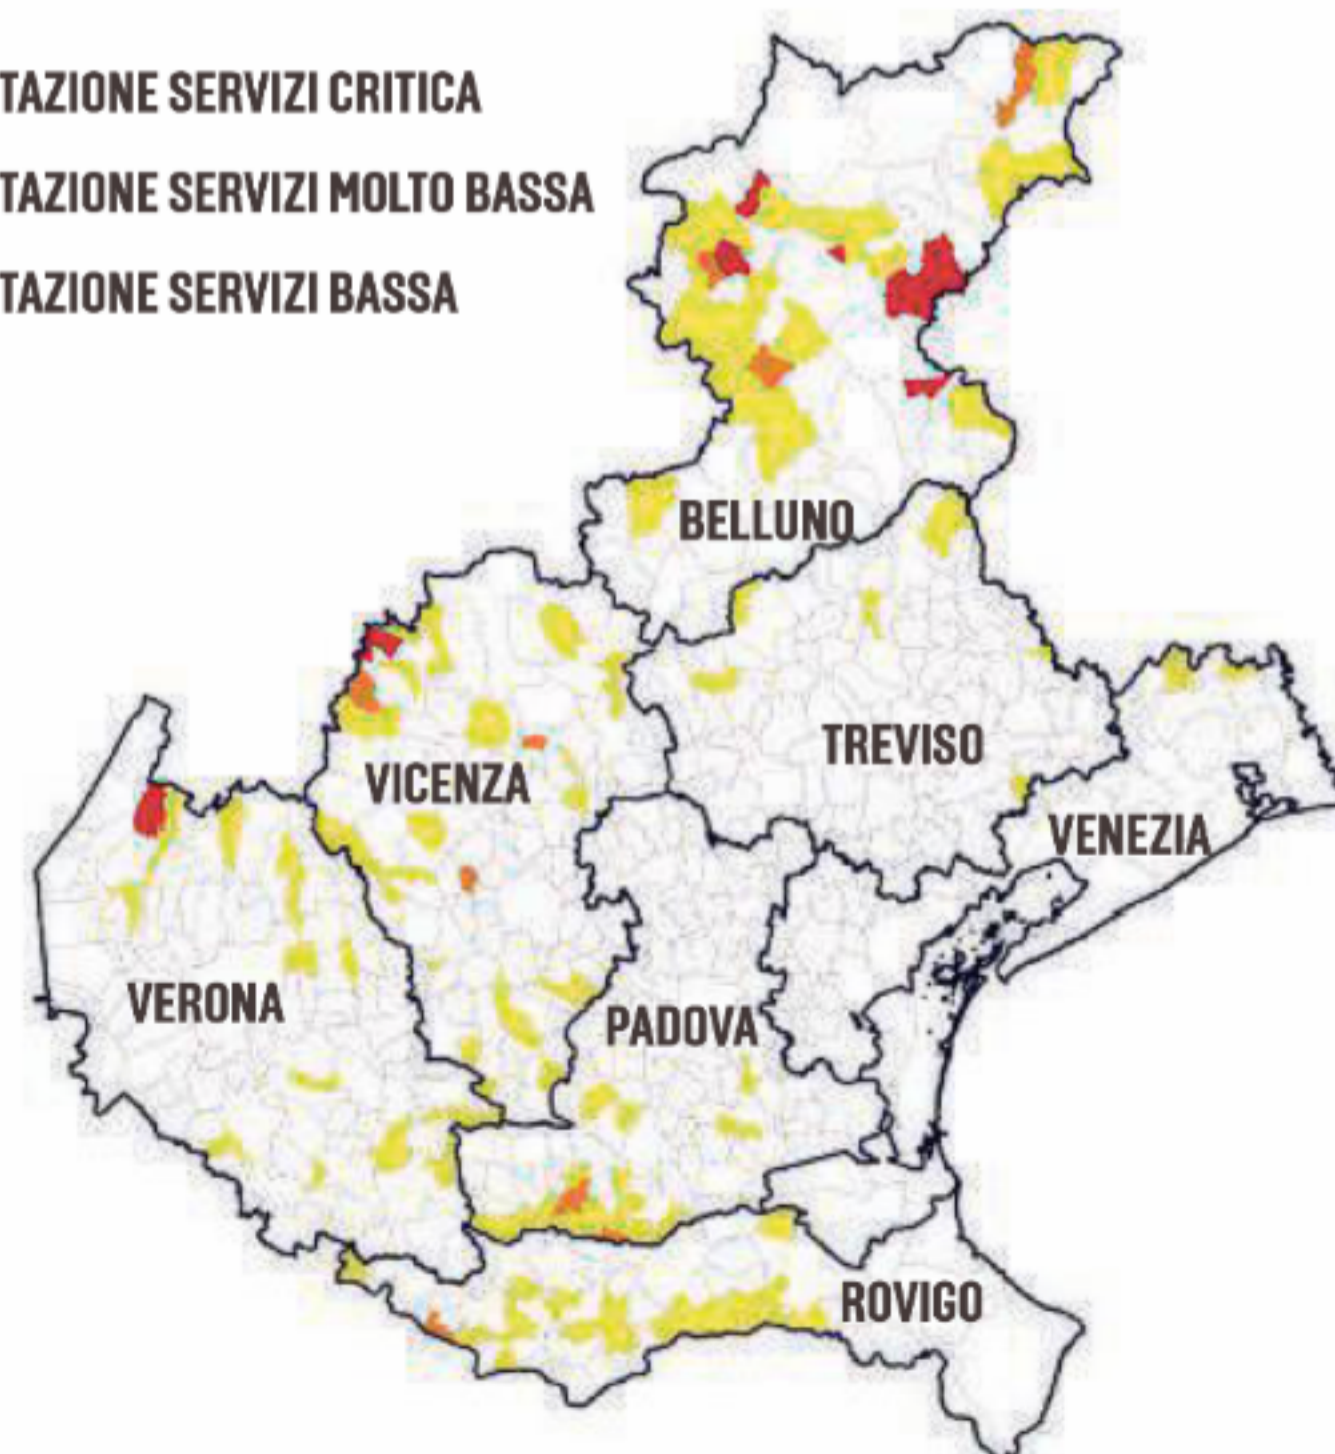 TAZIONE SERVIZI CRITICA
TAZIONE SERVIZI MOLTO BASSA
TAZIONE SERVIZI BASSA
BELLUNO
TREVISO
VICENZA
VENEZIA
VERONA
PADOVA
ROVIGO